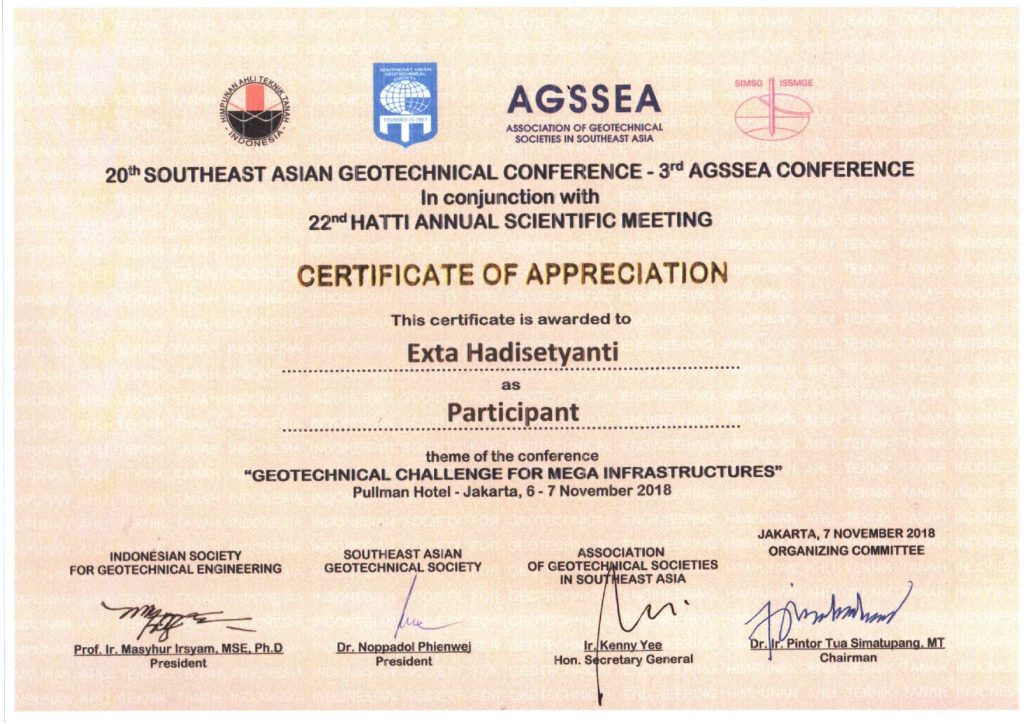 HIMPUNAN AHLI TEKNIK TANAH
- INDONESIA -
SOUTHEAST ASIAN
GEOTECHNICAL
SOCIETY
FOUNDED IN 1967
AGSSEA
ASSOCIATION OF GEOTECHNICAL
SOCIETIES IN SOUTHEAST ASIA
SIMSG ISSMGE
20th SOUTHEAST ASIAN GEOTECHNICAL CONFERENCE - 3rd AGSSEA CONFERENCE
In conjunction with
22nd HATTI ANNUAL SCIENTIFIC MEETING
CERTIFICATE OF APPRECIATION
This certificate is awarded to
Exta Hadisetyanti
as
Participant
theme of the conference
“GEOTECHNICAL CHALLENGE FOR MEGA INFRASTRUCTURES”
Pullman Hotel - Jakarta, 6 - 7 November 2018
JAKARTA, 7 NOVEMBER 2018
ORGANIZING COMMITTEE
INDONESIAN SOCIETY
FOR GEOTECHNICAL ENGINEERING
SOUTHEAST ASIAN
GEOTECHNICAL SOCIETY
ASSOCIATION
OF GEOTECHNICAL SOCIETIES
IN SOUTHEAST ASIA
Prof. Ir. Masyhur Irsyam, MSE, Ph.D
President
Dr. Noppadol Phienwej
President
Ir. Kenny Yee
Hon. Secretary General
Dr. Ir. Pintor Tua Simatupang, MT
Chairman